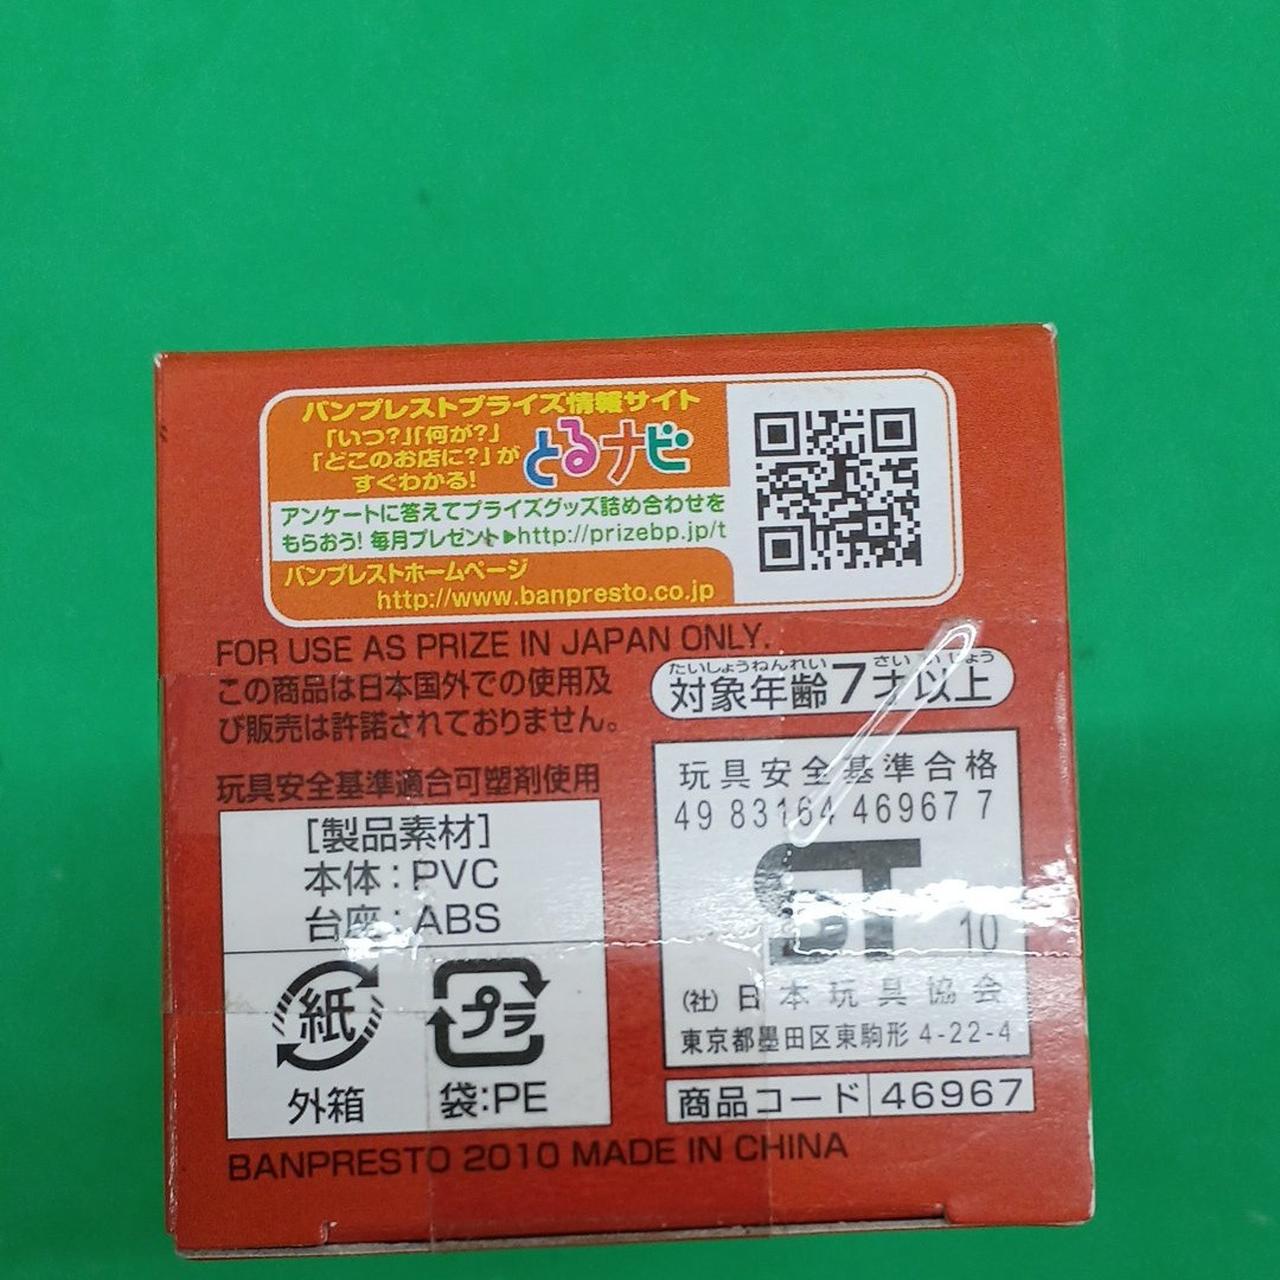 バンプレストプライズ情報サイト
「いつ?」「何が?」
「どこのお店に?」が
すぐわかる!
とるナビ
アンケートに答えてプライズグッズ詰め合わせを
もらおう! 毎月プレゼント▶http://prizebp.jp/t
バンプレストホームページ
http://www.banpresto.co.jp
FOR USE AS PRIZE IN JAPAN ONLY.
この商品は日本国外での使用及
び販売は許諾されておりません。
たいしょうねんれい さい いじょう
対象年齢7才以上
玩具安全基準適合可塑剤使用
[製品素材]
本体:PVC
台座:ABS
紙
外箱
プラ
袋:PE
玩具安全基準合格
49 83164 46967 7
ST
10
(社)日本玩具協会
東京都墨田区東駒形 4-22-4
商品コード 46967
BANPRESTO 2010 MADE IN CHINA